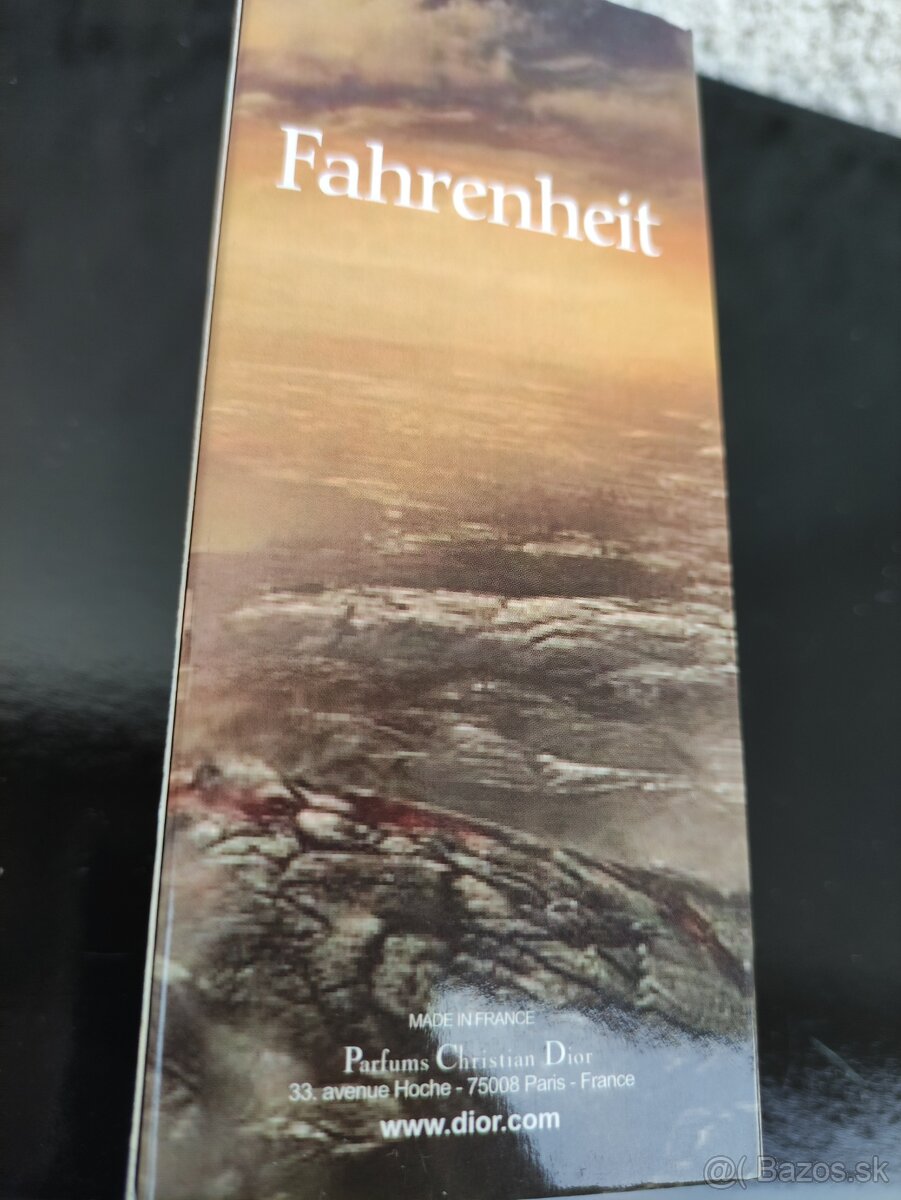 Fahrenheit
MADE IN FRANCE
Parfums Christian Dior
33. avenue Hoche - 75008 Paris - France
www.dior.com
@( Bazos.sk